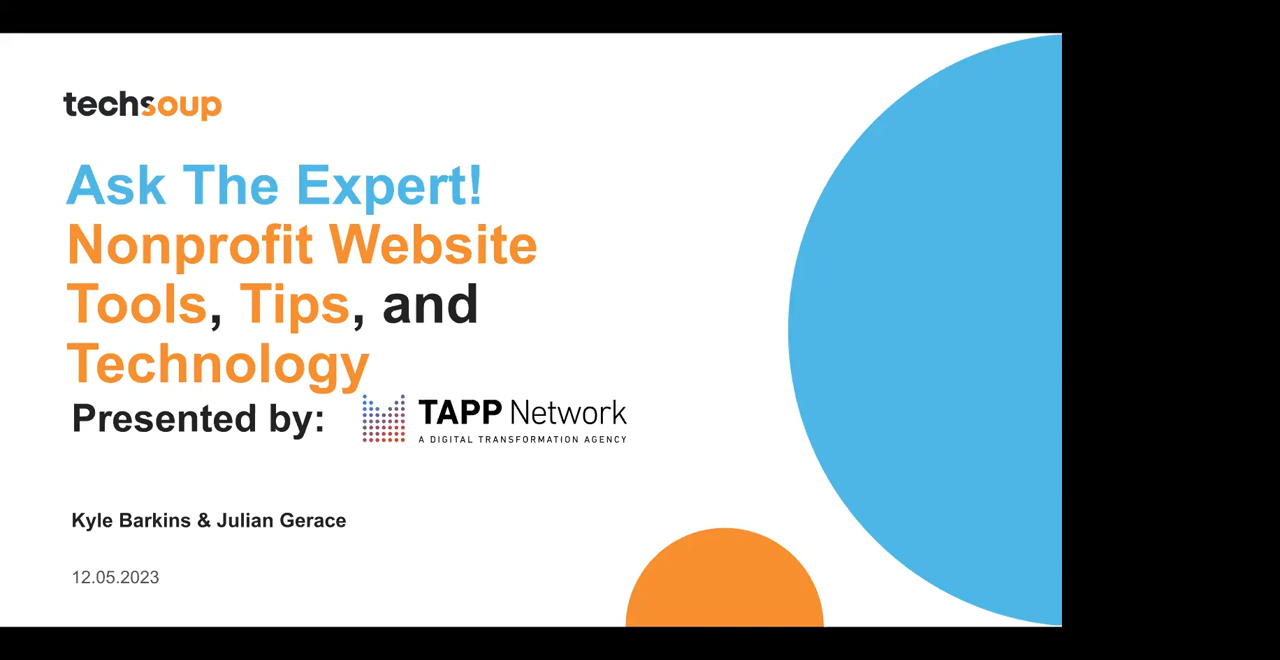 techsoup
Ask The Expert!
Nonprofit Website
Tools, Tips, and
Technology
Presented by:
TAPP Network
A DIGITAL TRANSFORMATION AGENCY
Kyle Barkins & Julian Gerace
12.05.2023